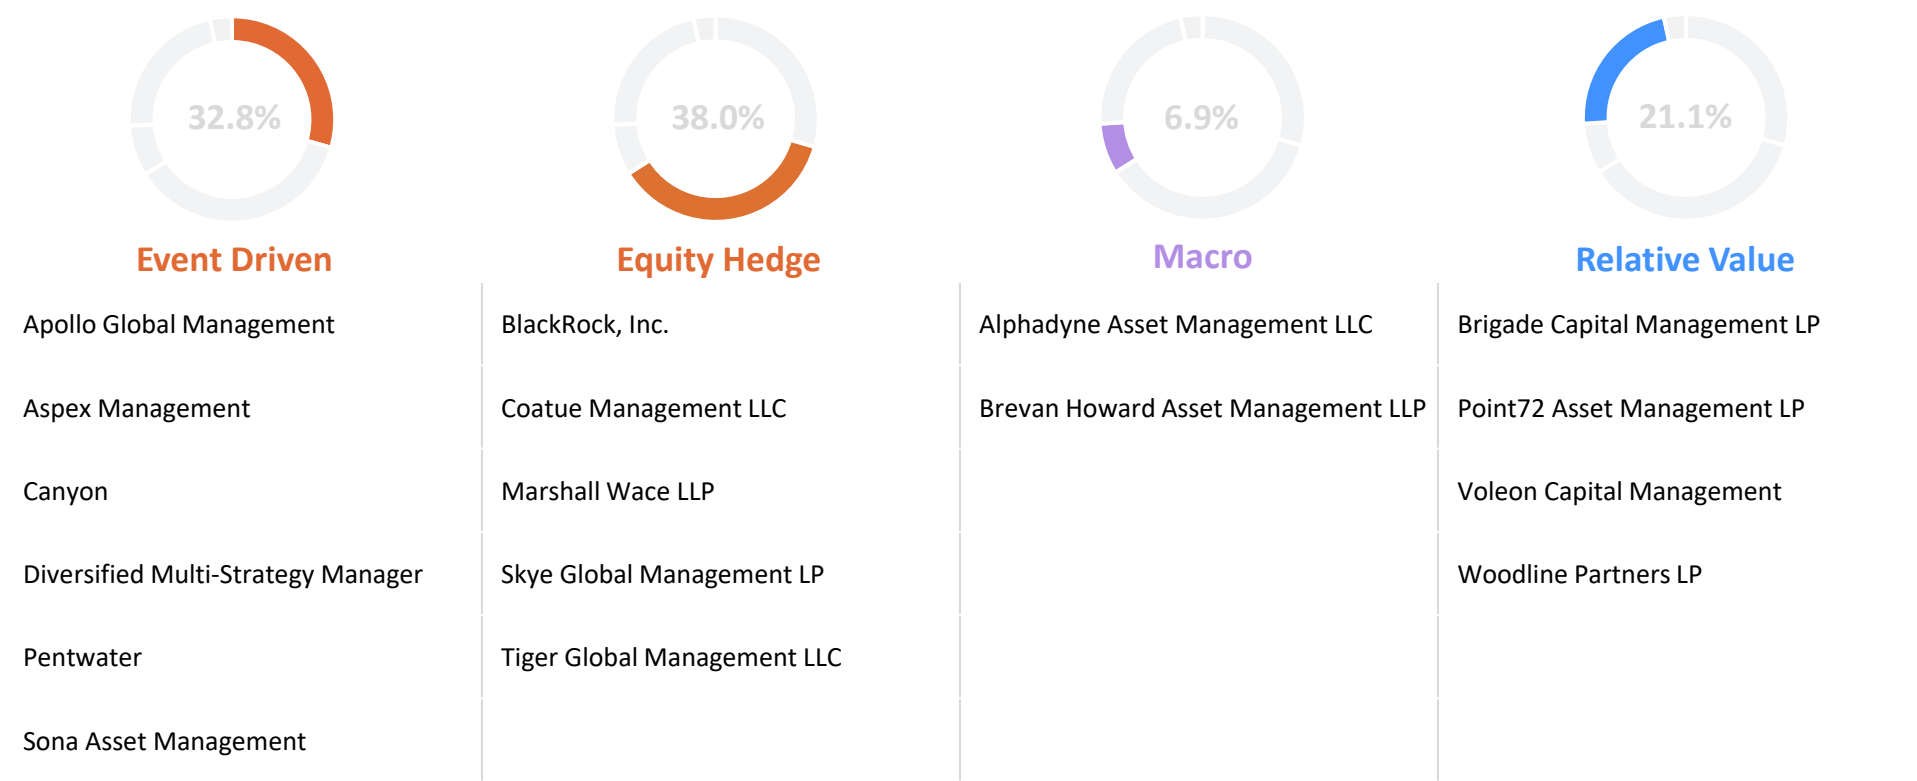 32.8%
38.0%
6.9%
21.1%
Event Driven
Equity Hedge
Macro
Relative Value
Apollo Global Management
BlackRock, Inc.
Alphadyne Asset Management LLC
Brigade Capital Management LP
Aspex Management
Coatue Management LLC
Brevan Howard Asset Management LLP
Point72 Asset Management LP
Canyon
Marshall Wace LLP
Voleon Capital Management
Diversified Multi-Strategy Manager
Skye Global Management LP
Woodline Partners LP
Pentwater
Tiger Global Management LLC
Sona Asset Management